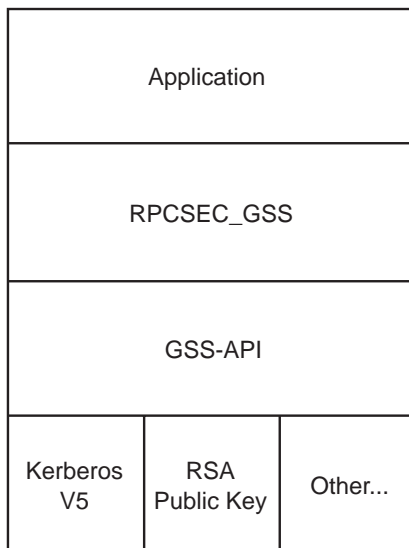 Application
RPCSEC_GSS
GSS-API
Kerberos
V5
RSA
Public Key
Other...